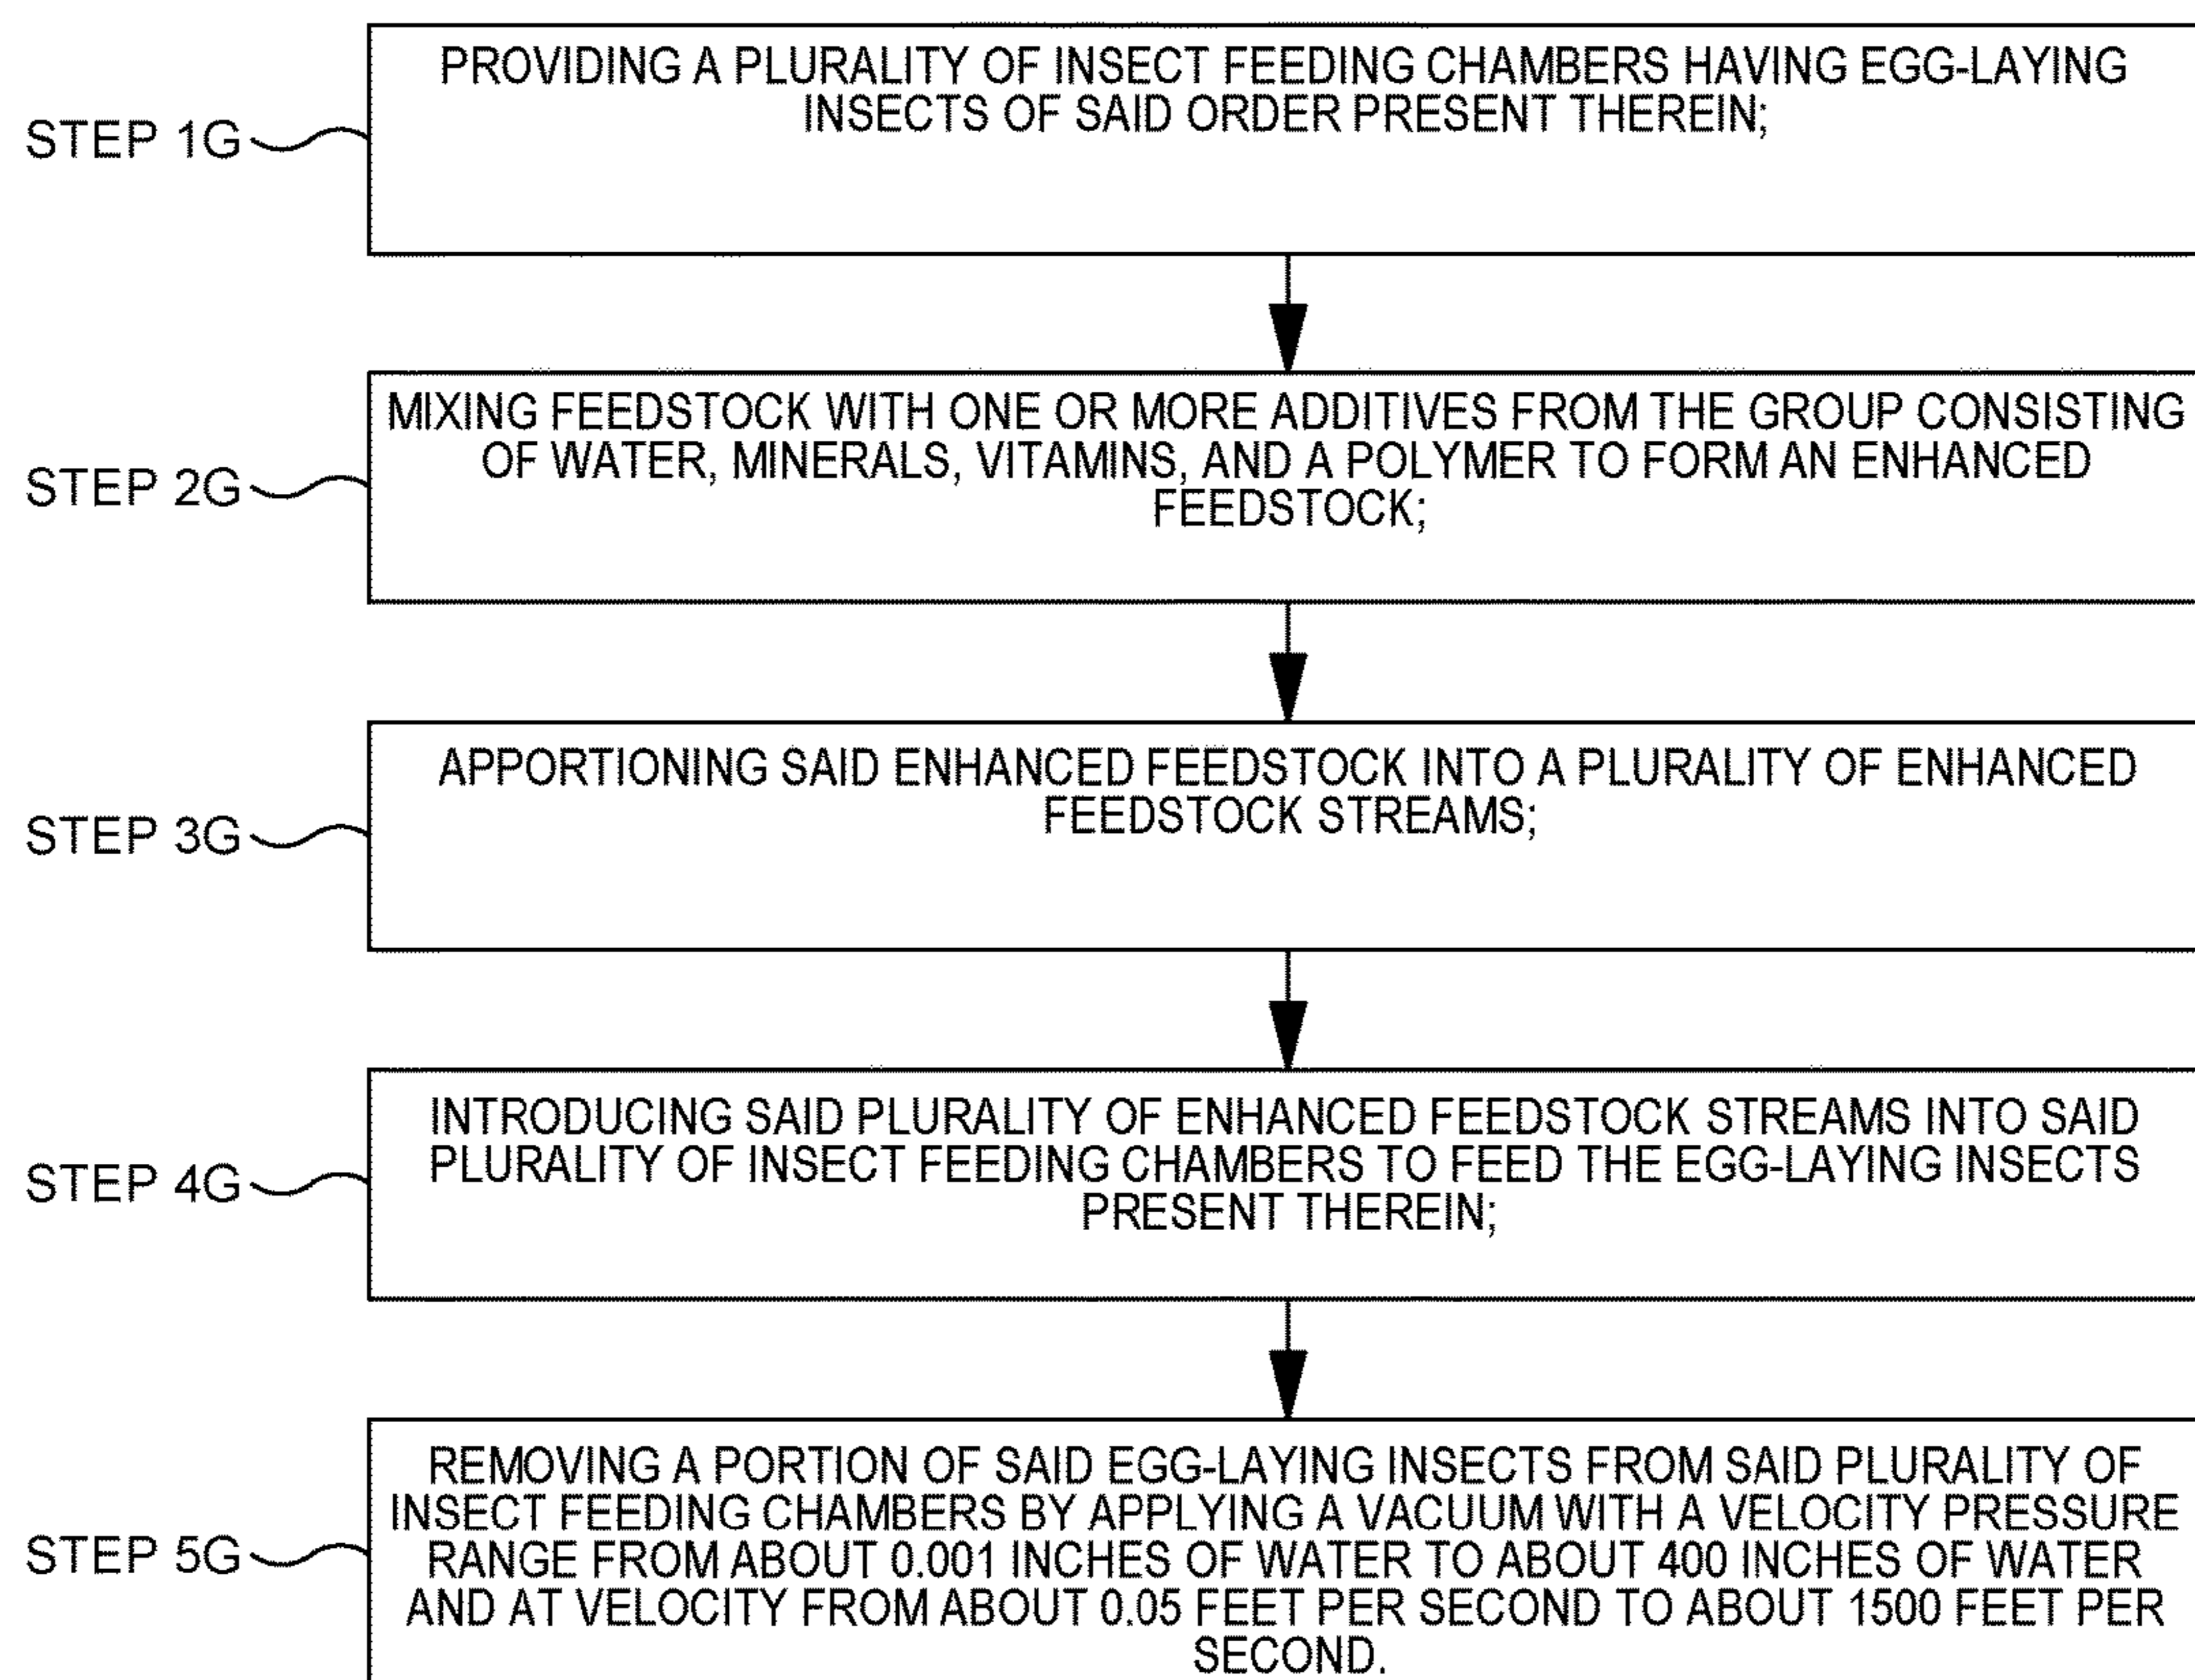 PROVIDING A PLURALITY OF INSECT FEEDING CHAMBERS HAVING EGG-LAYING
INSECTS OF SAID ORDER PRESENT THEREIN;
STEP 1G
MIXING FEEDSTOCK WITH ONE OR MORE ADDITIVES FROM THE GROUP CONSISTING
OF WATER, MINERALS, VITAMINS, AND A POLYMER TO FORM AN ENHANCED
FEEDSTOCK;
STEP 2G
APPORTIONING SAID ENHANCED FEEDSTOCK INTO A PLURALITY OF ENHANCED
FEEDSTOCK STREAMS;
STEP 3G
INTRODUCING SAID PLURALITY OF ENHANCED FEEDSTOCK STREAMS INTO SAID
PLURALITY OF INSECT FEEDING CHAMBERS TO FEED THE EGG-LAYING INSECTS
PRESENT THEREIN;
STEP 4G
REMOVING A PORTION OF SAID EGG-LAYING INSECTS FROM SAID PLURALITY OF
INSECT FEEDING CHAMBERS BY APPLYING A VACUUM WITH A VELOCITY PRESSURE
RANGE FROM ABOUT 0.001 INCHES OF WATER TO ABOUT 400 INCHES OF WATER
AND AT VELOCITY FROM ABOUT 0.05 FEET PER SECOND TO ABOUT 1500 FEET PER
SECOND.
STEP 5G